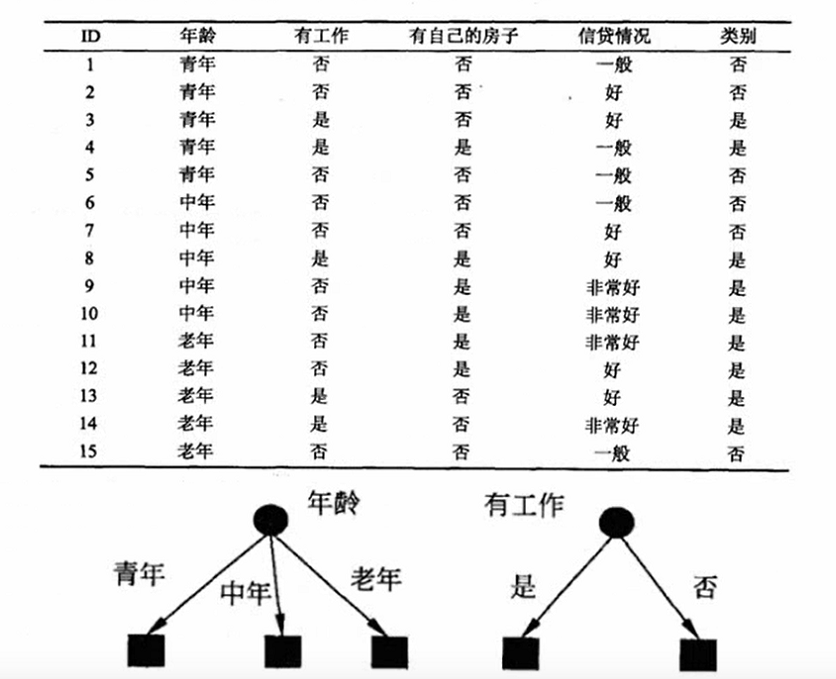 ID 年龄 有工作 有自己的房子 信贷情况 类别
1 青年 否 否 一般 否
2 青年 否 否 好 否
3 青年 是 否 好 是
4 青年 是 是 一般 是
5 青年 否 否 一般 否
6 中年 否 否 一般 否
7 中年 否 否 好 否
8 中年 是 是 好 是
9 中年 否 是 非常好 是
10 中年 否 是 非常好 是
11 老年 否 是 非常好 是
12 老年 否 是 好 是
13 老年 是 否 好 是
14 老年 是 否 非常好 是
15 老年 否 否 一般 否
年龄 有工作
青年 中年 老年 是 否